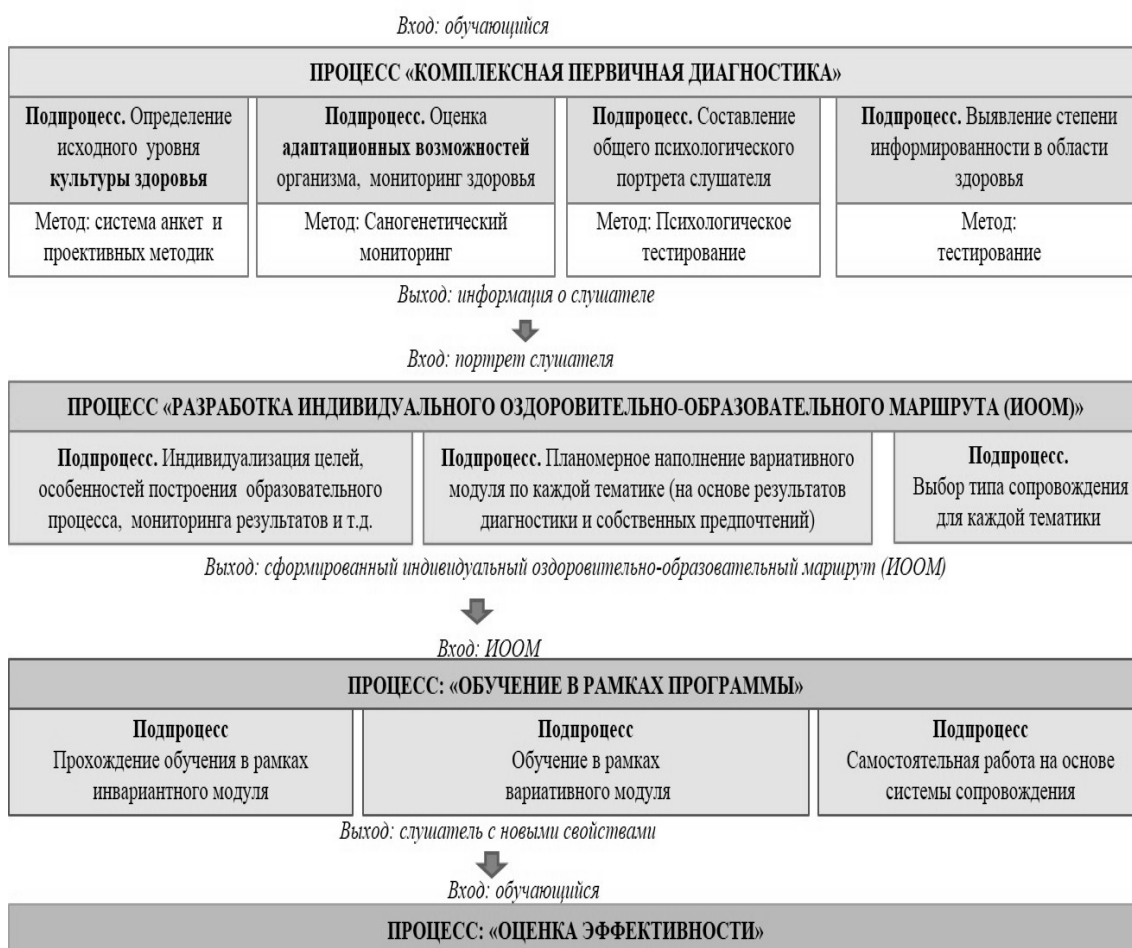 Вход: обучающийся
ПРОЦЕСС «КОМПЛЕКСНАЯ ПЕРВИЧНАЯ ДИАГНОСТИКА»
Подпроцесс. Определение
исходного уровня
культуры здоровья
Метод: система анкет и
проективных методик
Подпроцесс. Оценка
адаптационных возможностей
организма, мониторинг здоровья
Метод: Саногенетический
мониторинг
Подпроцесс. Составление
общего психологического
портрета слушателя
Метод: Психологическое
тестирование
Подпроцесс. Выявление степени
информированности в области
здоровья
Метод:
тестирование
Выход: информация о слушателе
Вход: портрет слушателя
ПРОЦЕСС «РАЗРАБОТКА ИНДИВИДУАЛЬНОГО ОЗДОРОВИТЕЛЬНО-ОБРАЗОВАТЕЛЬНОГО МАРШРУТА (ИООМ)»
Подпроцесс. Индивидуализация целей,
особенностей построения образовательного
процесса, мониторинга результатов и т.д.
Подпроцесс. Планомерное наполнение вариативного
модуля по каждой тематике (на основе результатов
диагностики и собственных предпочтений)
Подпроцесс.
Выбор типа сопровождения
для каждой тематики
Выход: сформированный индивидуальный оздоровительно-образовательный маршрут (ИООМ)
Вход: ИООМ
ПРОЦЕСС: «ОБУЧЕНИЕ В РАМКАХ ПРОГРАММЫ»
Подпроцесс
Прохождение обучения в рамках
инвариантного модуля
Подпроцесс
Обучение в рамках
вариативного модуля
Подпроцесс
Самостоятельная работа на основе
системы сопровождения
Выход: слушатель с новыми свойствами
Вход: обучающийся
ПРОЦЕСС: «ОЦЕНКА ЭФФЕКТИВНОСТИ»